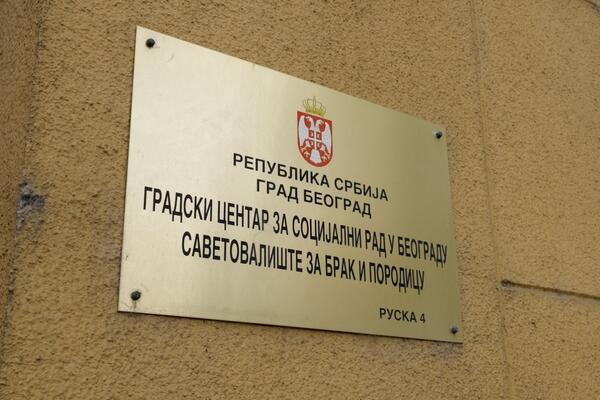 РЕПУБЛИКА СРБИЈА
ГРАД БЕОГРАД
ГРАДСКИ ЦЕНТАР ЗА СОЦИЈАЛНИ РАД У БЕОГРАДУ
САВЕТОВАЛИШТЕ ЗА БРАК И ПОРОДИЦУ
РУСКА 4